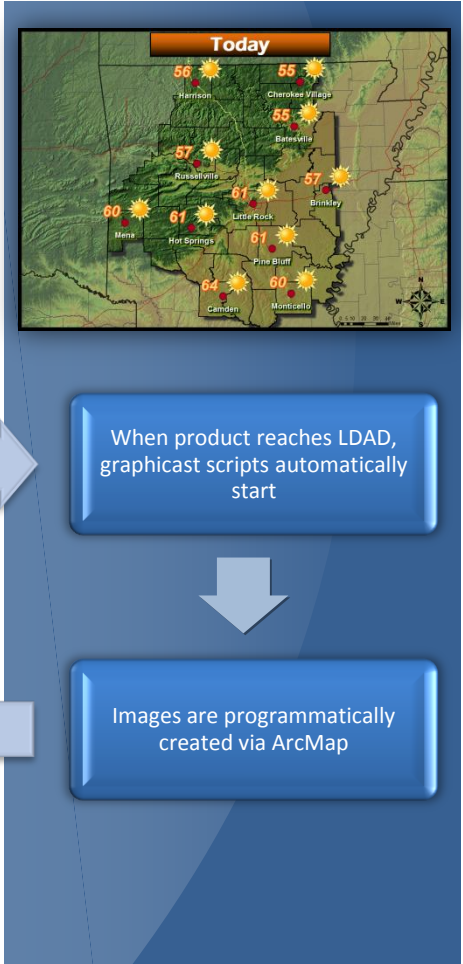 Today
56
Harrison
55
Cherokee Village
55
Batesville
57
Russellville
61
Little Rock
57
Brinkley
60
Mena
61
Hot Springs
61
Pine Bluff
64
Camden
60
Monticello
N
W
E
S
When product reaches LDAD,
graphicast scripts automatically
start
Images are programmatically
created via ArcMap